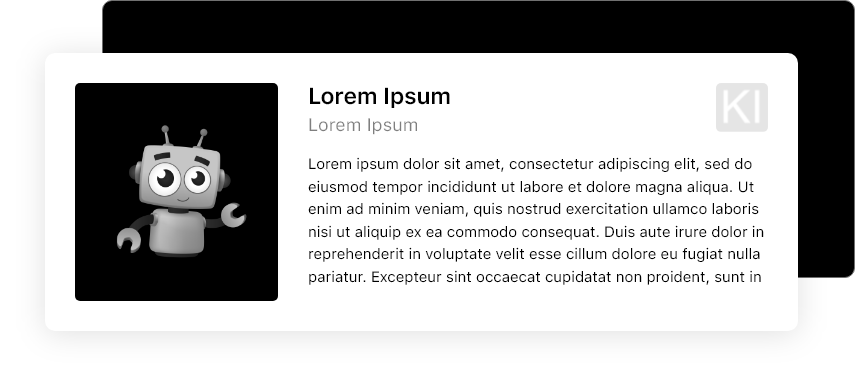 Lorem Ipsum
KI
Lorem Ipsum
Lorem ipsum dolor sit amet, consectetur adipiscing elit, sed do
eiusmod tempor incididunt ut labore et dolore magna aliqua. Ut
enim ad minim veniam, quis nostrud exercitation ullamco laboris
nisi ut aliquip ex ea commodo consequat. Duis aute irure dolor in
reprehenderit in voluptate velit esse cillum dolore eu fugiat nulla
pariatur. Excepteur sint occaecat cupidatat non proident, sunt in